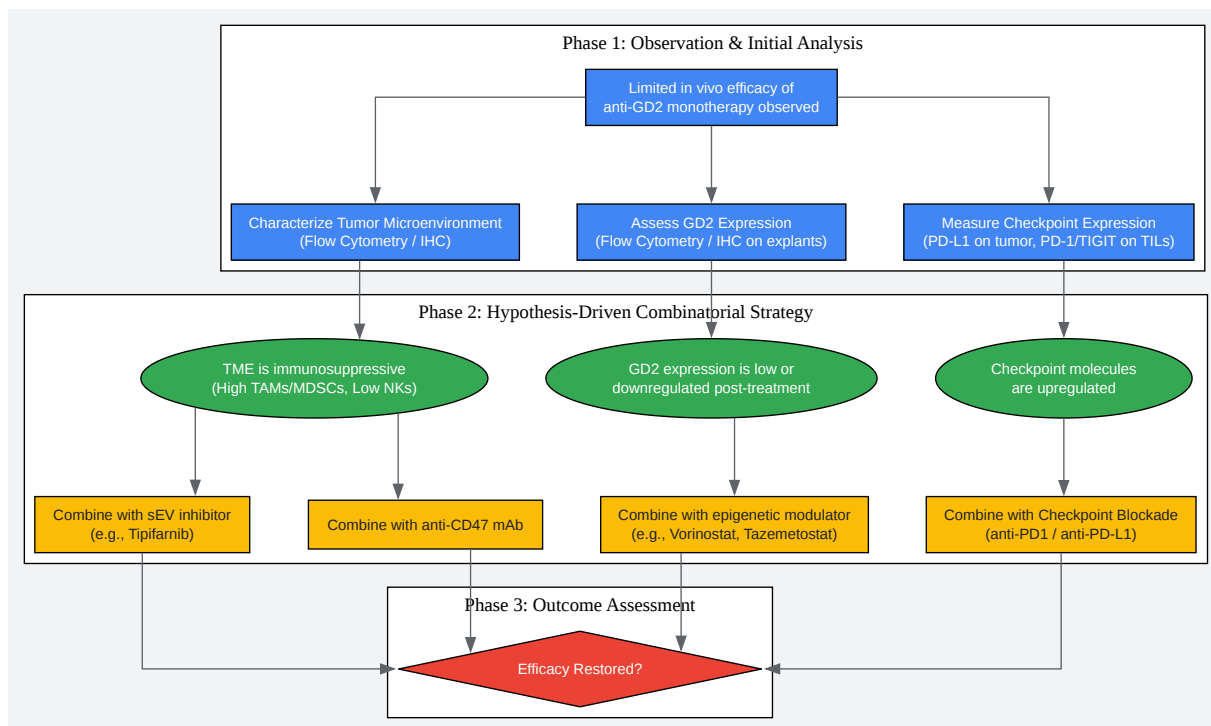 Phase 1: Observation & Initial Analysis
Limited in vivo efficacy of
anti-GD2 monotherapy observed
Characterize Tumor Microenvironment
(Flow Cytometry / IHC)
Assess GD2 Expression
(Flow Cytometry / IHC on explants)
Measure Checkpoint Expression
(PD-L1 on tumor, PD-1/TIGIT on TILs)
Phase 2: Hypothesis-Driven Combinatorial Strategy
TME is immunosuppressive
(High TAMs/MDSCs, Low NKs)
GD2 expression is low or
downregulated post-treatment
Checkpoint molecules
are upregulated
Combine with sEV inhibitor
(e.g., Tipifarnib)
Combine with anti-CD47 mAb
Combine with epigenetic modulator
(e.g., Vorinostat, Tazemetostat)
Combine with Checkpoint Blockade
(anti-PD1 / anti-PD-L1)
Phase 3: Outcome Assessment
Efficacy Restored?